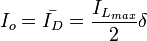 I_o = \bar{I_D} = \frac{I_{L_{max}}}{2} \delta